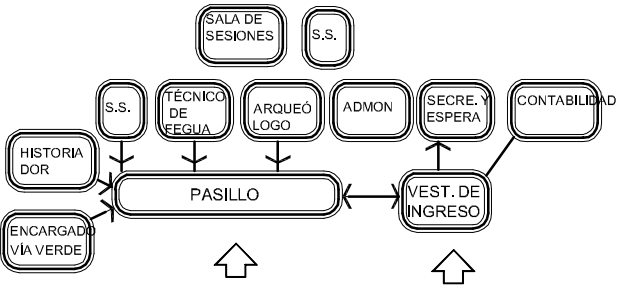 SALA DE
SESIONES
S.S.
S.S.
TÉCNICO
DE
FEGUA
ARQUEÓ
LOGO
ADMON
SECRE. Y
ESPERA
CONTABILIDAD
HISTORIA
DOR
PASILLO
VEST. DE
INGRESO
ENCARGADO
VÍA VERDE